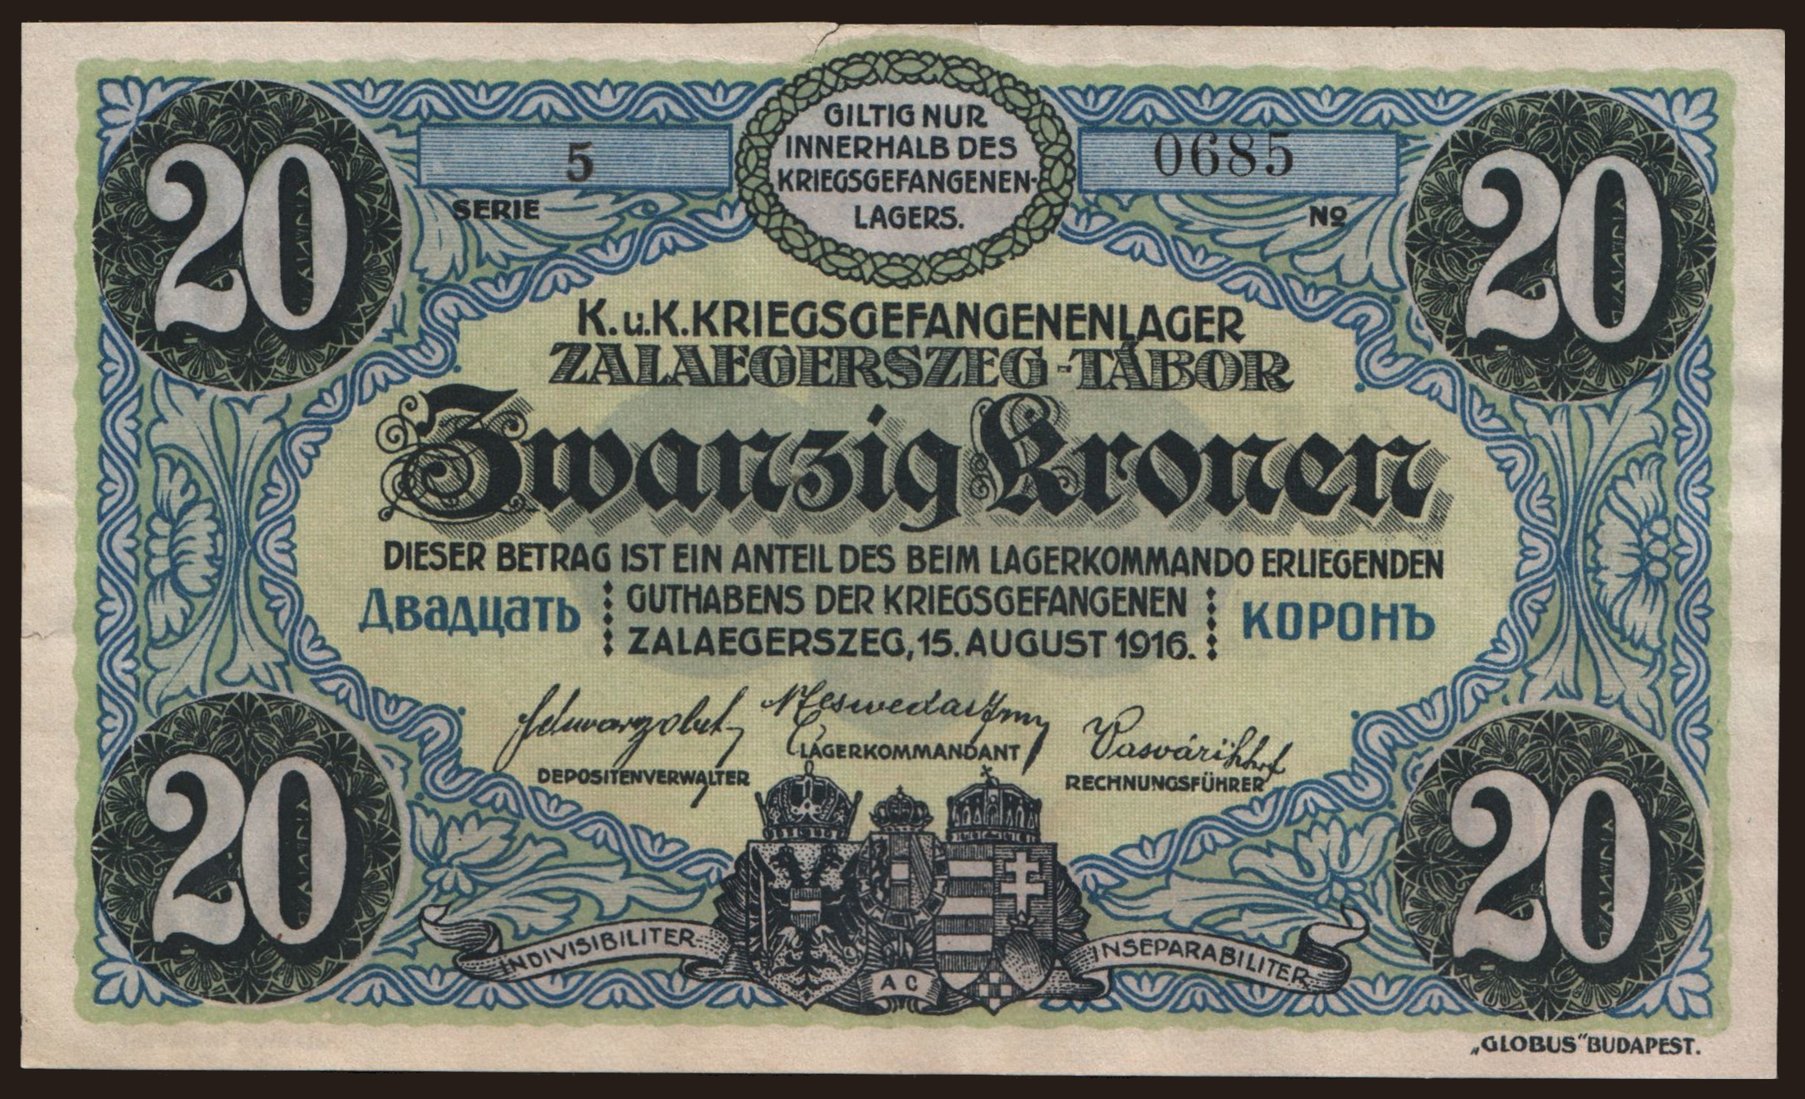 20
5
SERIE
GILTIG NUR
INNERHALB DES
KRIEGSGEFANGENEN-
LAGERS.
0685
No
20
K.u.K.KRIEGSGEFANGENENLAGER
ZALAEGERSZEG-TÁBOR
Zwanzig Kronen
DIESER BETRAG IST EIN ANTEIL DES BEIM LAGERKOMMANDO ERLIEGENDEN
GUTHABENS DER KRIEGSGEFANGENEN
ZALAEGERSZEG, 15. AUGUST 1916.
Двадцать
коронъ
DEPOSITENVERWALTER
LAGERKOMMANDANT
Vasvári
RECHNUNGSFÜHRER
20
INDIVISIBILITER
A C
INSEPARABILITER
20
„GLOBUS" BUDAPEST.